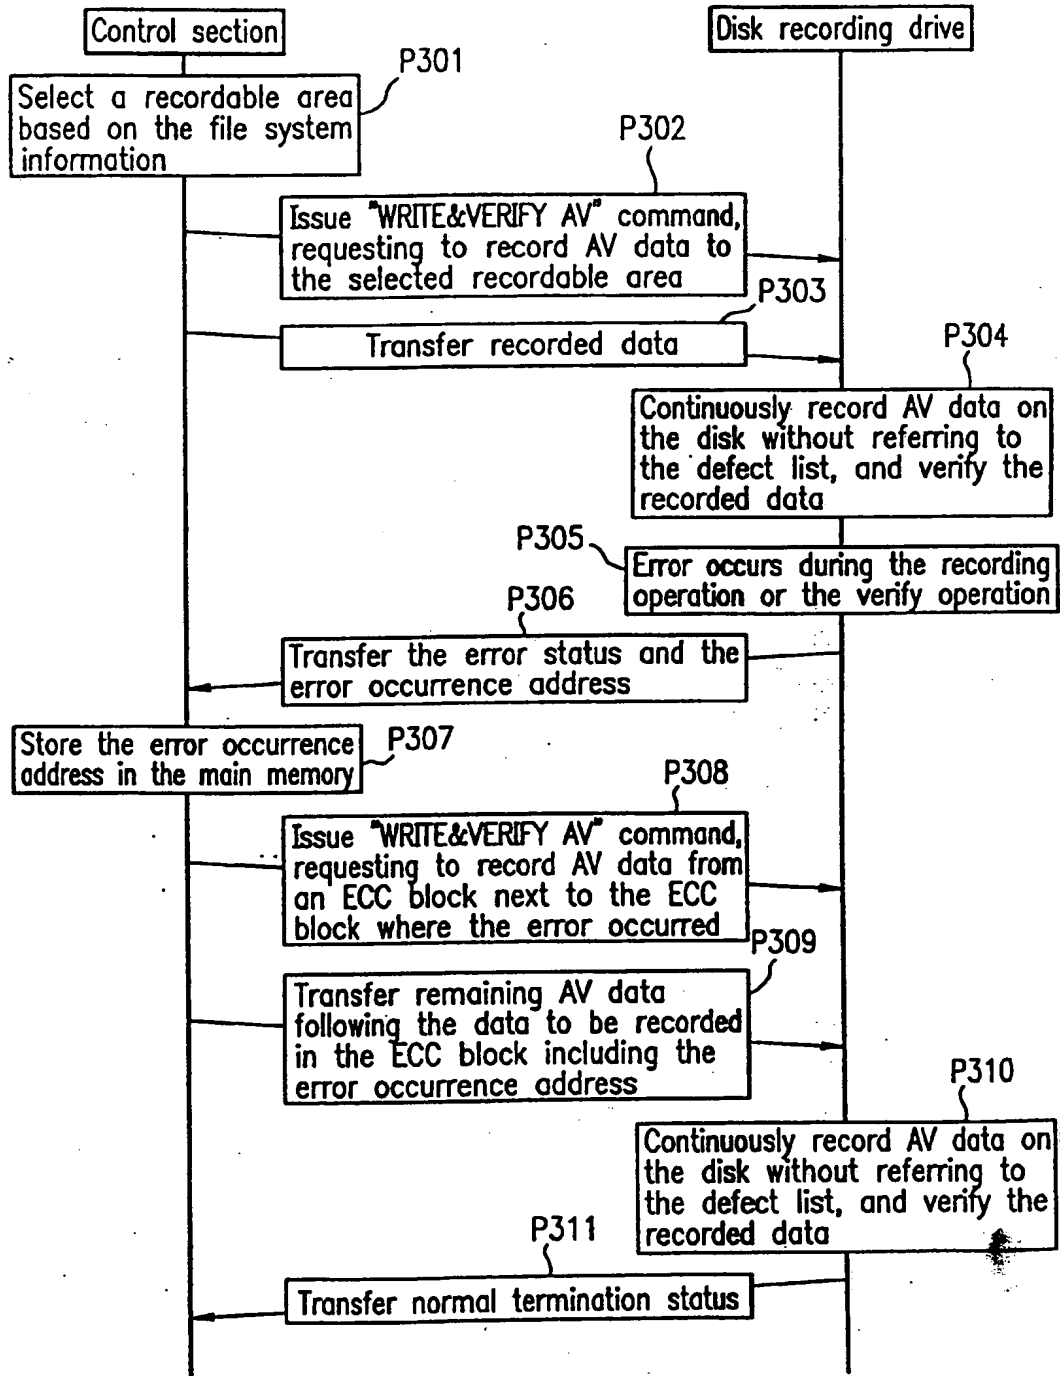 Control section
Disk recording drive
P301
Select a recordable area
based on the file system
information
P302
Issue "WRITE&VERIFY AV" command,
requesting to record AV data to
the selected recordable area
P303
Transfer recorded data
P304
Continuously record AV data on
the disk without referring to
the defect list, and verify the
recorded data
P305
Error occurs during the recording
operation or the verify operation
P306
Transfer the error status and the
error occurrence address
Store the error occurrence
address in the main memory
P307
P308
Issue "WRITE&VERIFY AV" command,
requesting to record AV data from
an ECC block next to the ECC
block where the error occurred
P309
Transfer remaining AV data
following the data to be recorded
in the ECC block including the
error occurrence address
P310
Continuously record AV data on
the disk without referring to
the defect list, and verify the
recorded data
P311
Transfer normal termination status